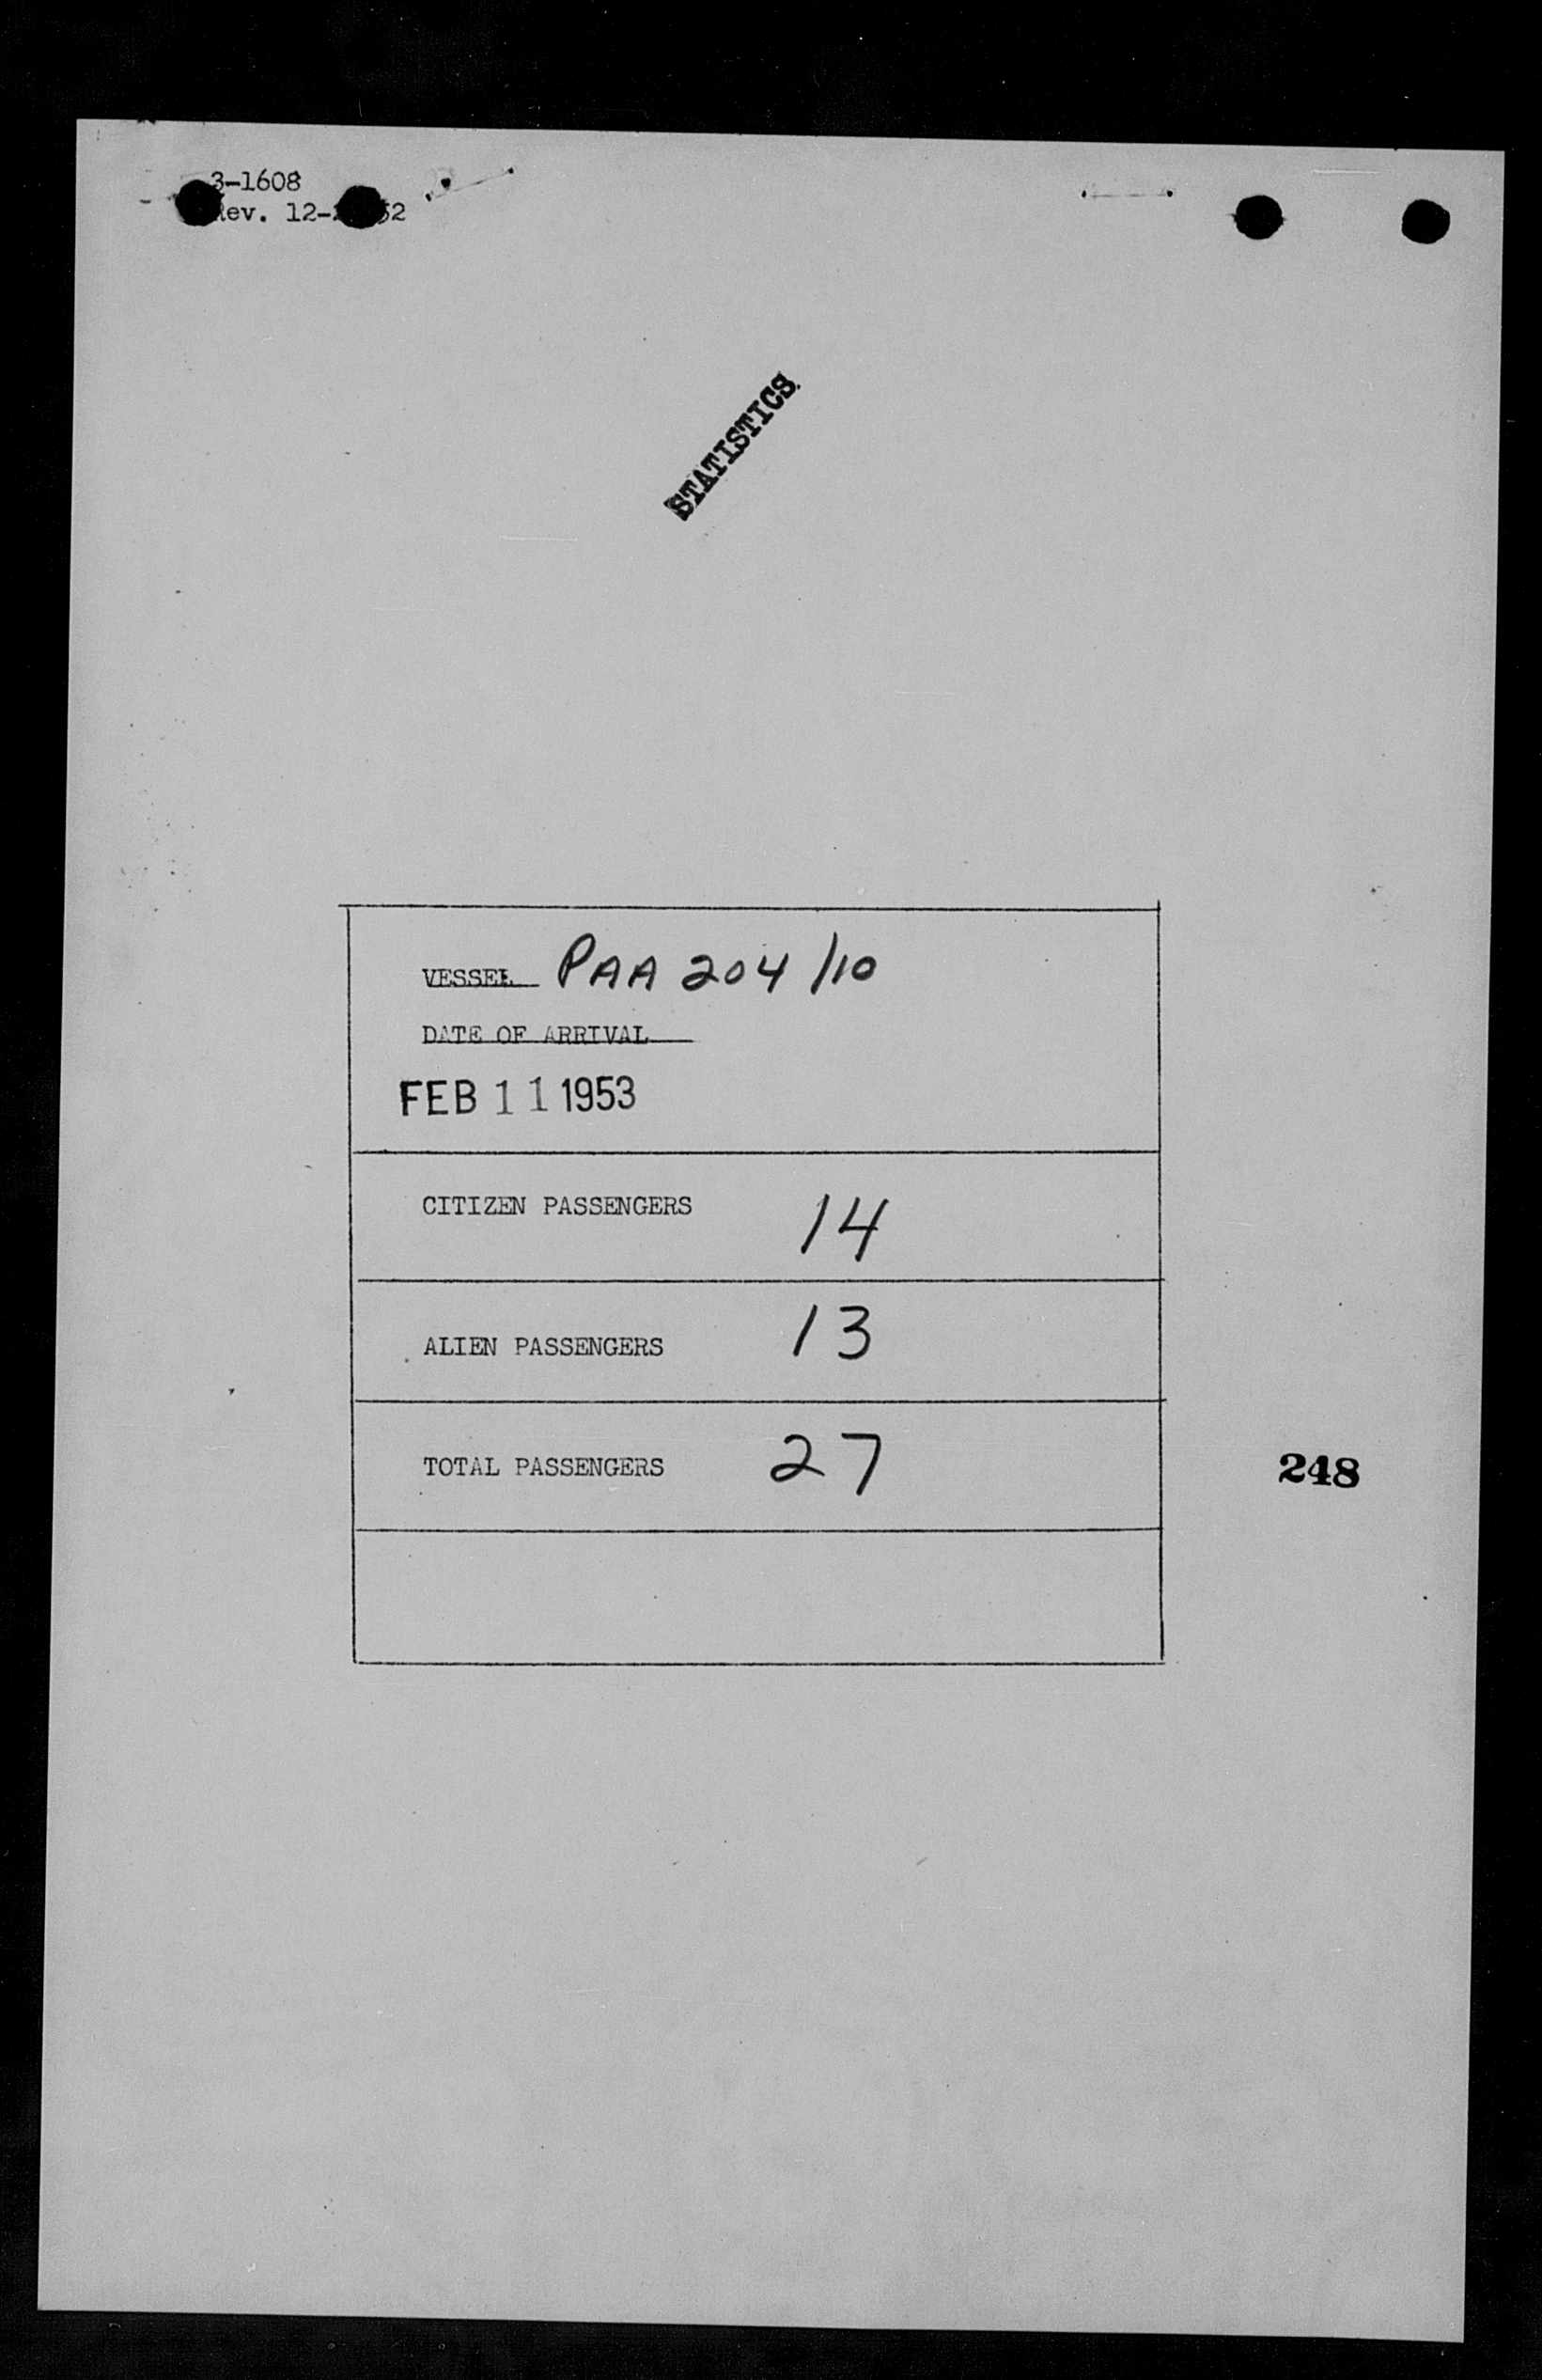 3-1608
Rev. 12-
STATISTICS
VESSEL PAA 204/10
DATE OF ARRIVAL
FEB 11 1953
CITIZEN PASSENGERS 14
ALIEN PASSENGERS 13
TOTAL PASSENGERS 27
248